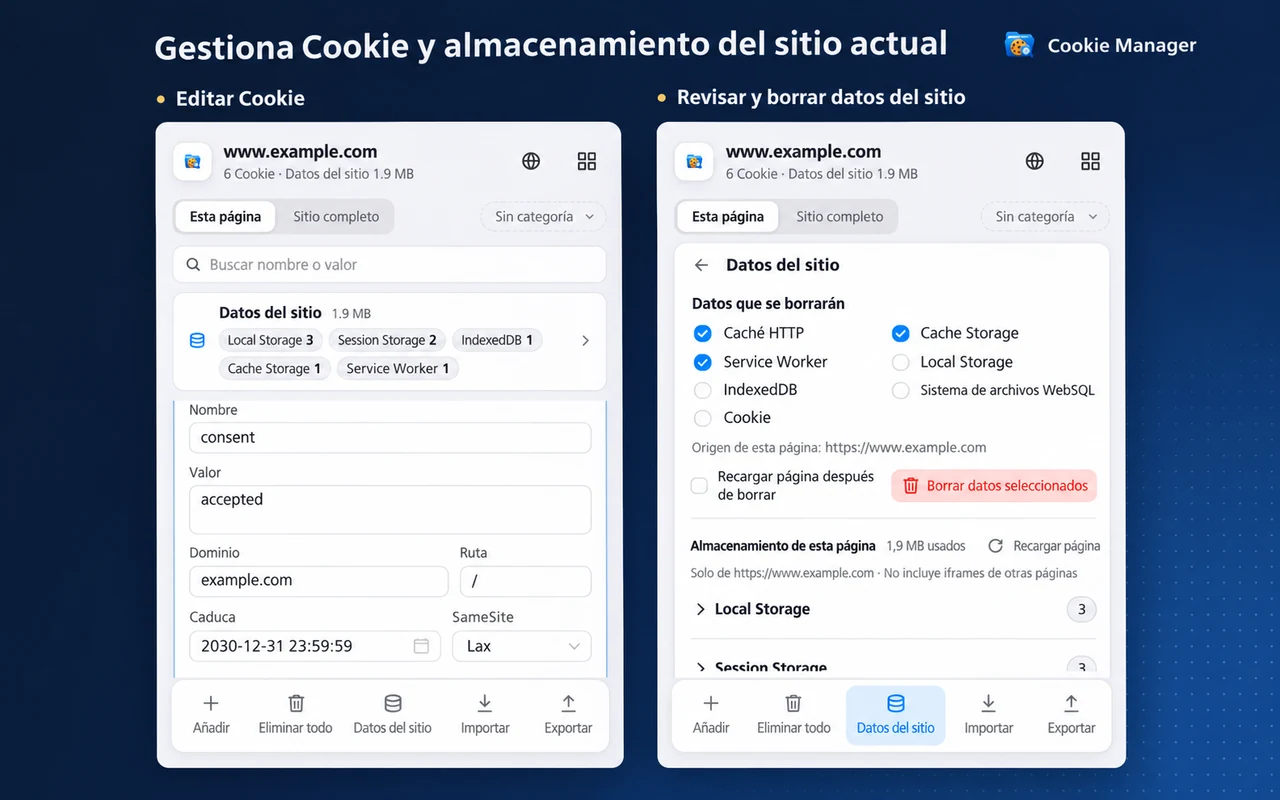 Gestiona Cookie y almacenamiento del sitio actual
Cookie Manager
Editar Cookie
www.example.com
6 Cookie · Datos del sitio 1.9 MB
Esta página
Sitio completo
Sin categoría
Buscar nombre o valor
Datos del sitio 1.9 MB
Local Storage 3
Session Storage 2
IndexedDB 1
Cache Storage 1
Service Worker 1
Nombre
consent
Valor
accepted
Dominio
Ruta
example.com
/
Caduca
SameSite
2030-12-31 23:59:59
Lax
Añadir
Eliminar todo
Datos del sitio
Importar
Exportar
Revisar y borrar datos del sitio
www.example.com
6 Cookie · Datos del sitio 1.9 MB
Esta página
Sitio completo
Sin categoría
Datos del sitio
Datos que se borrarán
Caché HTTP
Cache Storage
Service Worker
Local Storage
IndexedDB
Sistema de archivos WebSQL
Cookie
Origen de esta página: https://www.example.com
Recargar página después
de borrar
Borrar datos seleccionados
Almacenamiento de esta página 1,9 MB usados
Recargar página
Solo de https://www.example.com · No incluye iframes de otras páginas
Local Storage
3
Session Storage
3
Añadir
Eliminar todo
Datos del sitio
Importar
Exportar